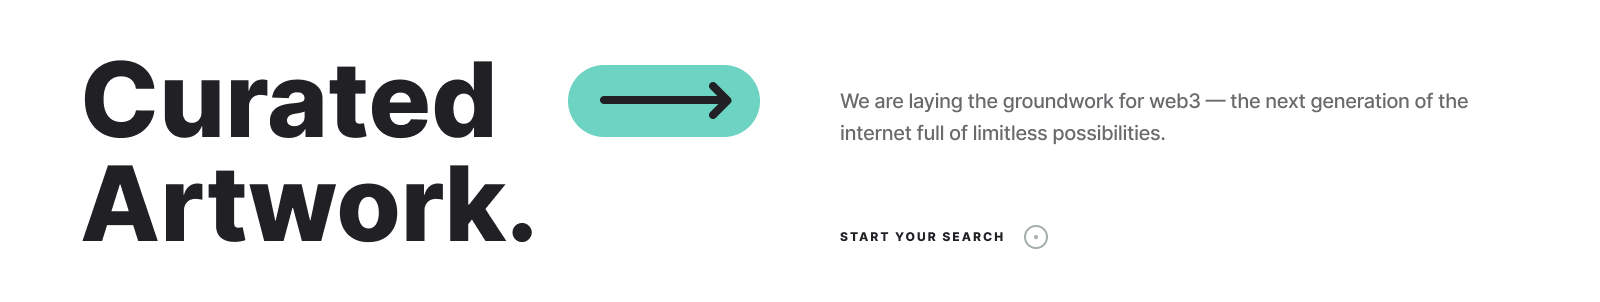 Curated
Artwork.
We are laying the groundwork for web3 — the next generation of the
internet full of limitless possibilities.
START YOUR SEARCH